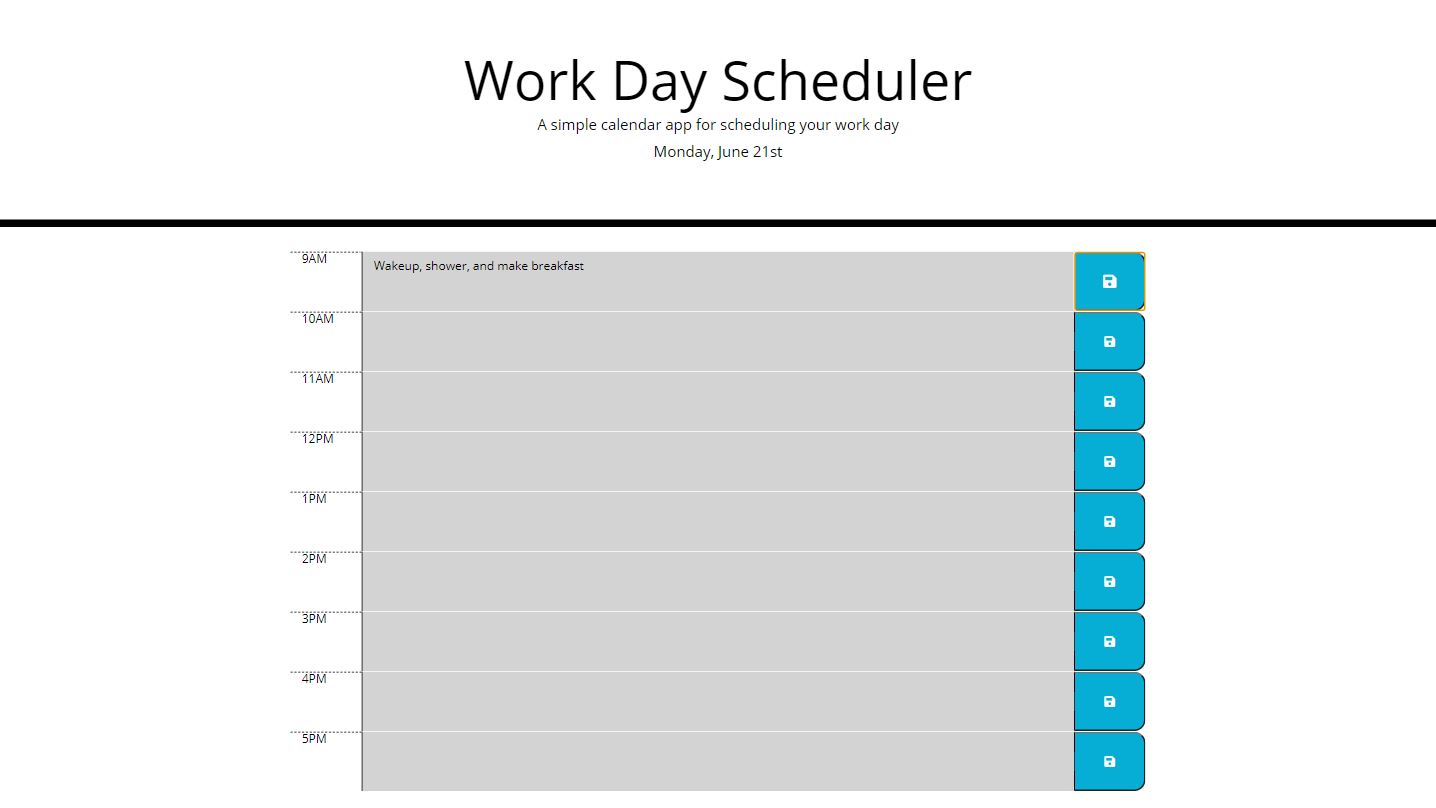 Work Day Scheduler
A simple calendar app for scheduling your work day
Monday, June 21st
9AM
Wakeup, shower, and make breakfast
10AM
11AM
12PM
1PM
2PM
3PM
4PM
5PM